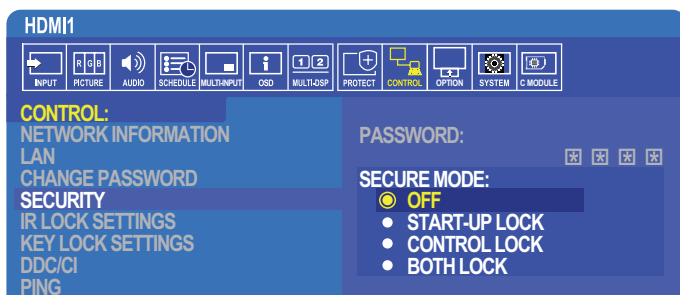 HDMI1
R G B
1 2
INPUT PICTURE AUDIO SCHEDULE MULTI-INPUT OSD MULTI-DSP PROTECT CONTROL OPTION SYSTEM C MODULE
CONTROL:
NETWORK INFORMATION
LAN
CHANGE PASSWORD
SECURITY
IR LOCK SETTINGS
KEY LOCK SETTINGS
DDC/CI
PING
PASSWORD:
* * * *
SECURE MODE:
OFF
START-UP LOCK
CONTROL LOCK
BOTH LOCK